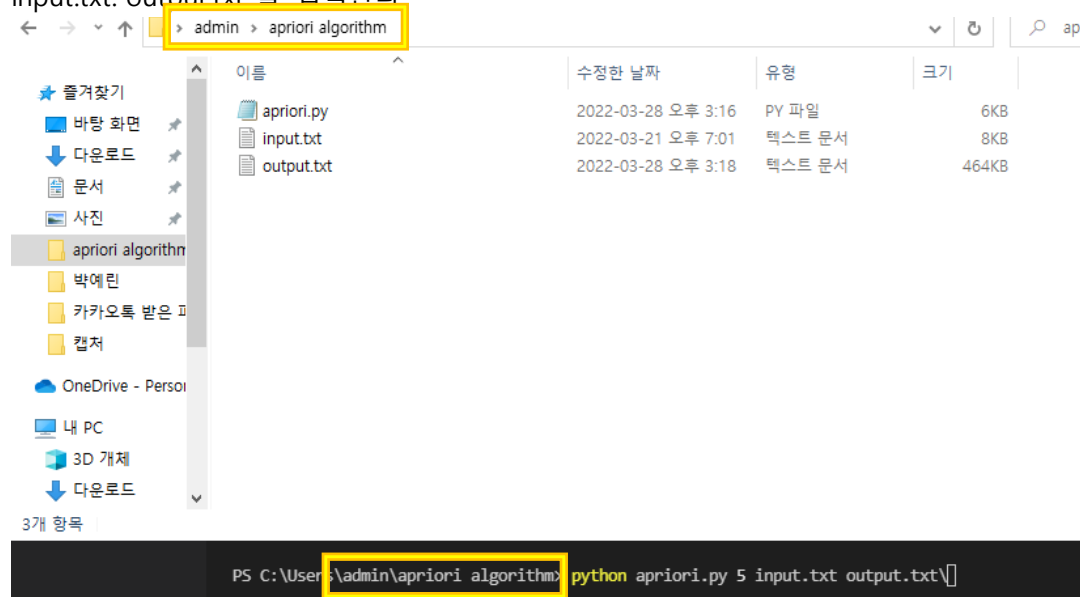 input.txt. output.txt
admin > apriori algorithm
ap
이름 수정한 날짜 유형 크기
즐겨찾기
apriori.py 2022-03-28 오후 3:16 PY 파일 6KB
바탕 화면
input.txt 2022-03-21 오후 7:01 텍스트 문서 8KB
다운로드
output.txt 2022-03-28 오후 3:18 텍스트 문서 464KB
문서
사진
apriori algorithm
박예린
카카오톡 받은 파
캡처
OneDrive - Person
내 PC
3D 개체
다운로드
3개 항목
PS C:\Users\admin\apriori algorithm> python apriori.py 5 input.txt output.txt\